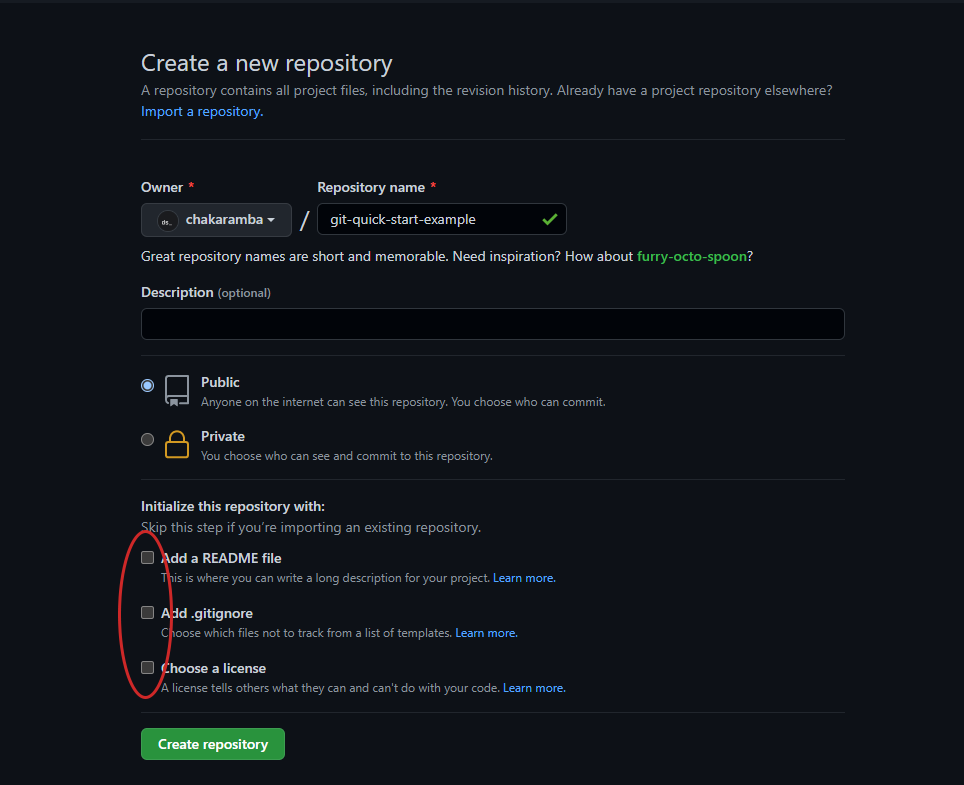 Create a new repository
A repository contains all project files, including the revision history. Already have a project repository elsewhere?
Import a repository.
Owner * Repository name *
ds_ chakaramba / git-quick-start-example
Great repository names are short and memorable. Need inspiration? How about furry-octo-spoon?
Description (optional)
Public
Anyone on the internet can see this repository. You choose who can commit.
Private
You choose who can see and commit to this repository.
Initialize this repository with:
Skip this step if you’re importing an existing repository.
Add a README file
This is where you can write a long description for your project. Learn more.
Add .gitignore
Choose which files not to track from a list of templates. Learn more.
Choose a license
A license tells others what they can and can't do with your code. Learn more.
Create repository